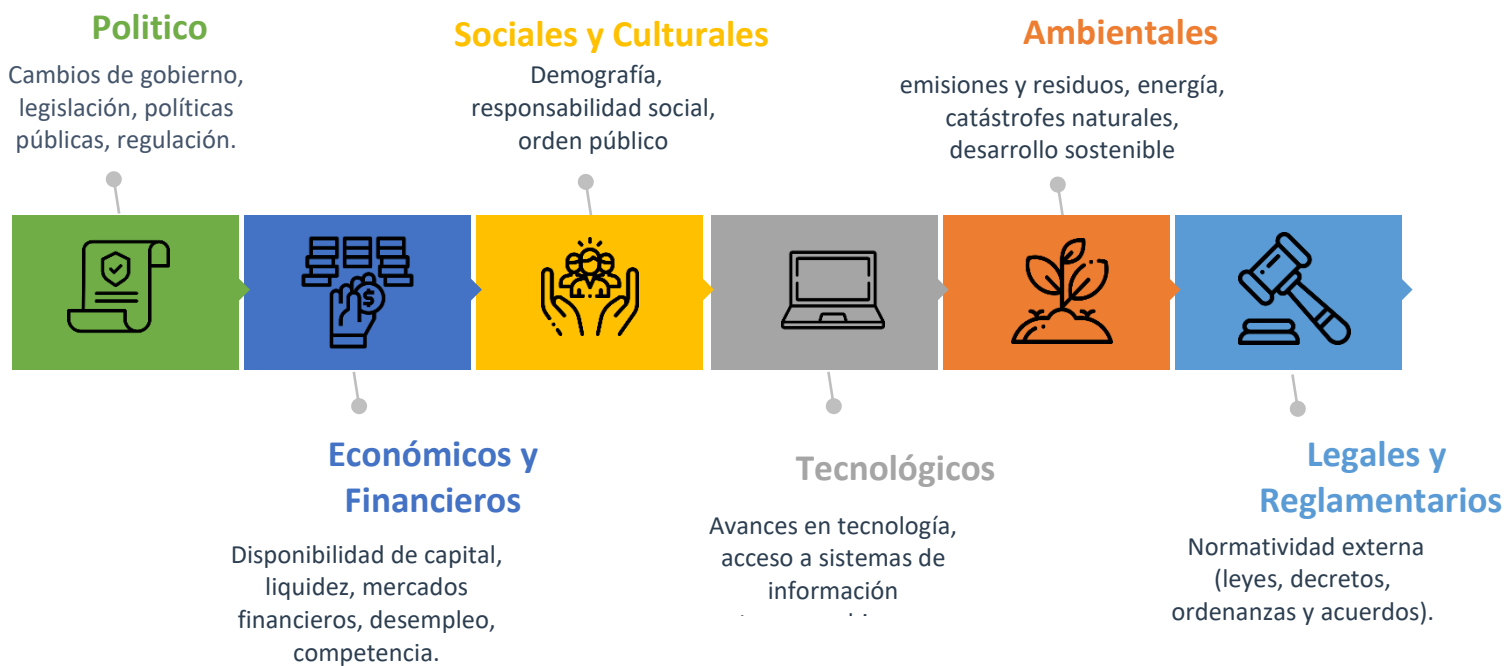 Politico
Cambios de gobierno,
legislación, políticas
públicas, regulación.
Económicos y
Financieros
Disponibilidad de capital,
liquidez, mercados
financieros, desempleo,
competencia.
Sociales y Culturales
Demografía,
responsabilidad social,
orden público
$
Tecnológicos
Avances en tecnología,
acceso a sistemas de
información
Ambientales
emisiones y residuos, energía,
catástrofes naturales,
desarrollo sostenible
Legales y
Reglamentarios
Normatividad externa
(leyes, decretos,
ordenanzas y acuerdos).